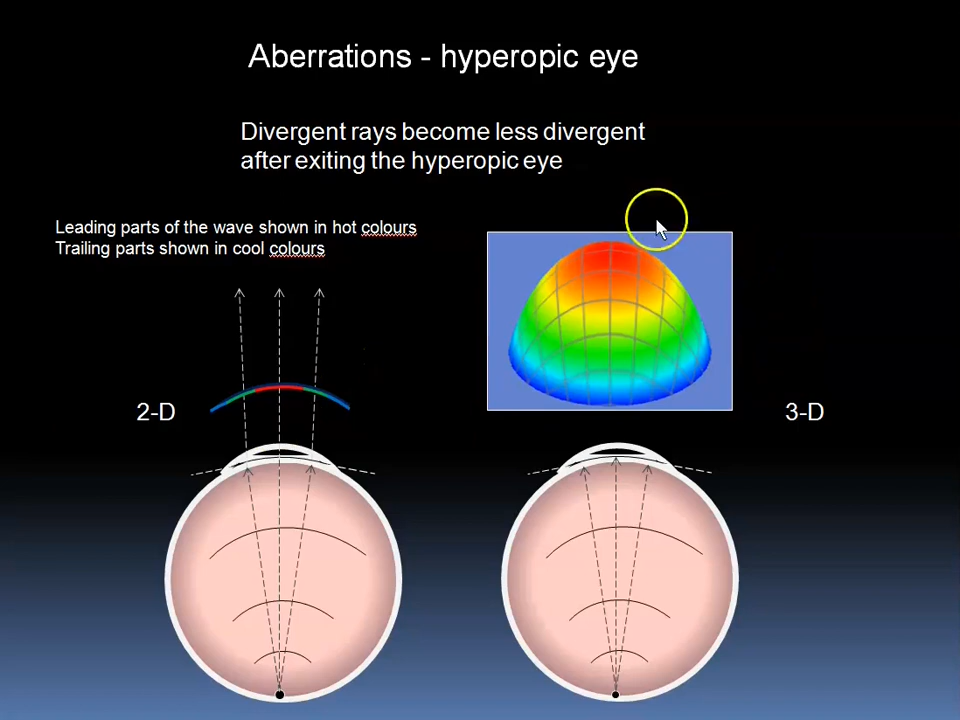 Aberrations - hyperopic eye
Divergent rays become less divergent
after exiting the hyperopic eye
Leading parts of the wave shown in hot colours
Trailing parts shown in cool colours
2-D
3-D